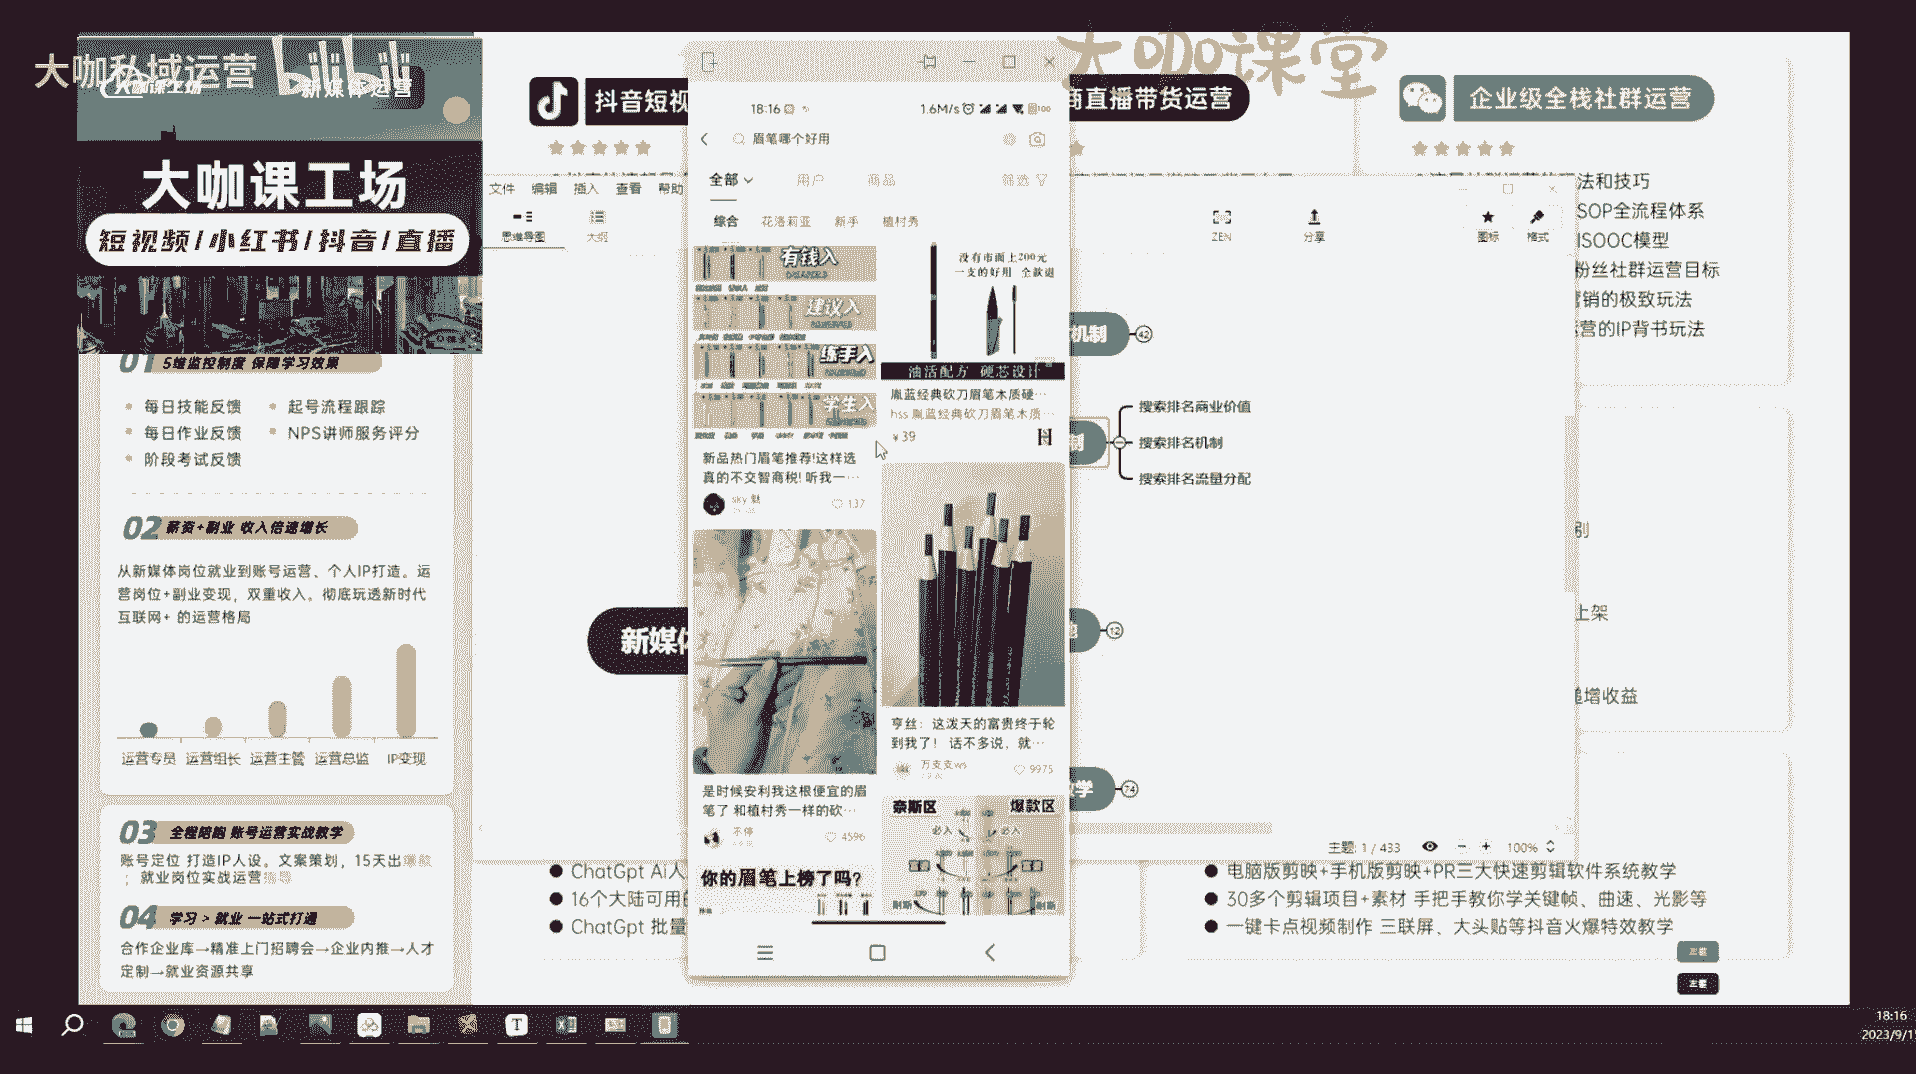 大咖私域运营
bilibili
大咖课工场
新媒体运营
大咖课堂
大咖课工场
短视频/小红书/抖音/直播
01 5维监控制度 保障学习效果
每日技能反馈
起号流程跟踪
每日作业反馈
NPS讲师服务评分
阶段考试反馈
02 薪资+副业 收入倍速增长
从新媒体岗位就业到账号运营、个人IP打造。运
营岗位+副业变现，双重收入。彻底玩透新时代
互联网+ 的运营格局
运营专员 运营组长 运营主管 运营总监 IP变现
03 全程陪跑 账号运营实战教学
账号定位 打造IP人设。文案策划，15天出爆款
；就业岗位实战运营指导
04 学习 > 就业 一站式打通
合作企业库→精准上门招聘会→企业内推→人才
定制→就业资源共享
抖音短视
商直播带货运营
企业级全栈社群运营
文件 编辑 插入 查看 帮助
思维导图
大纲
ZEN
分享
图标
格式
法和技巧
SOP全流程体系
ISOOC模型
粉丝社群运营目标
营销的极致玩法
运营的IP背书玩法
机制
42
制
搜索排名商业价值
搜索排名机制
搜索排名流量分配
新媒体
12
学
74
别
上架
递增收益
主题: 1 / 433
100%
ChatGpt AI人
16个大陆可用的
ChatGpt 批量
电脑版剪映+手机版剪映+PR三大快速剪辑软件系统教学
30多个剪辑项目+素材 手把手教你学关键帧、曲速、光影等
一键卡点视频制作 三联屏、大头贴等抖音火爆特效教学
18:16
1.6M/s
100
眉笔哪个好用
全部
用户
商品
筛选
综合
花洛莉亚
新手
植村秀
有钱入
建议入
练手入
学生入
新品热门眉笔推荐!这样选
真的不交智商税! 听我一…
sky 魅
137
没有市面上200元
一支的好用 全款退
油活配方 硬芯设计
胤蓝经典砍刀眉笔木质硬…
hss 胤蓝经典砍刀眉笔木质…
¥39
亨丝：这泼天的富贵终于轮
到我了！ 话不多说，就…
万支支ws
9975
是时候安利我这根便宜的眉
笔了 和植村秀一样的砍…
不停
4596
你的眉笔上榜了吗?
奈斯区
爆款区
必入
必入
耐斯
18:16
2023/9/1